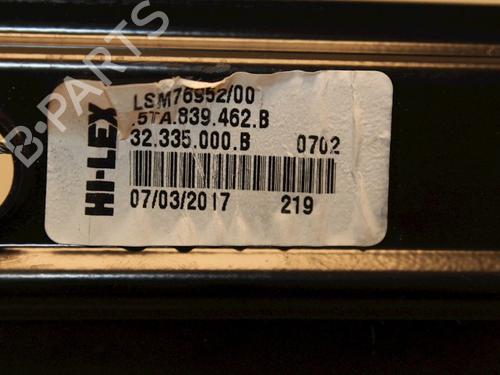 B-PARTS
HI-LEX
LSM76952/00
5TA.839.462.B
32.335.000.B 0702
07/03/2017 219